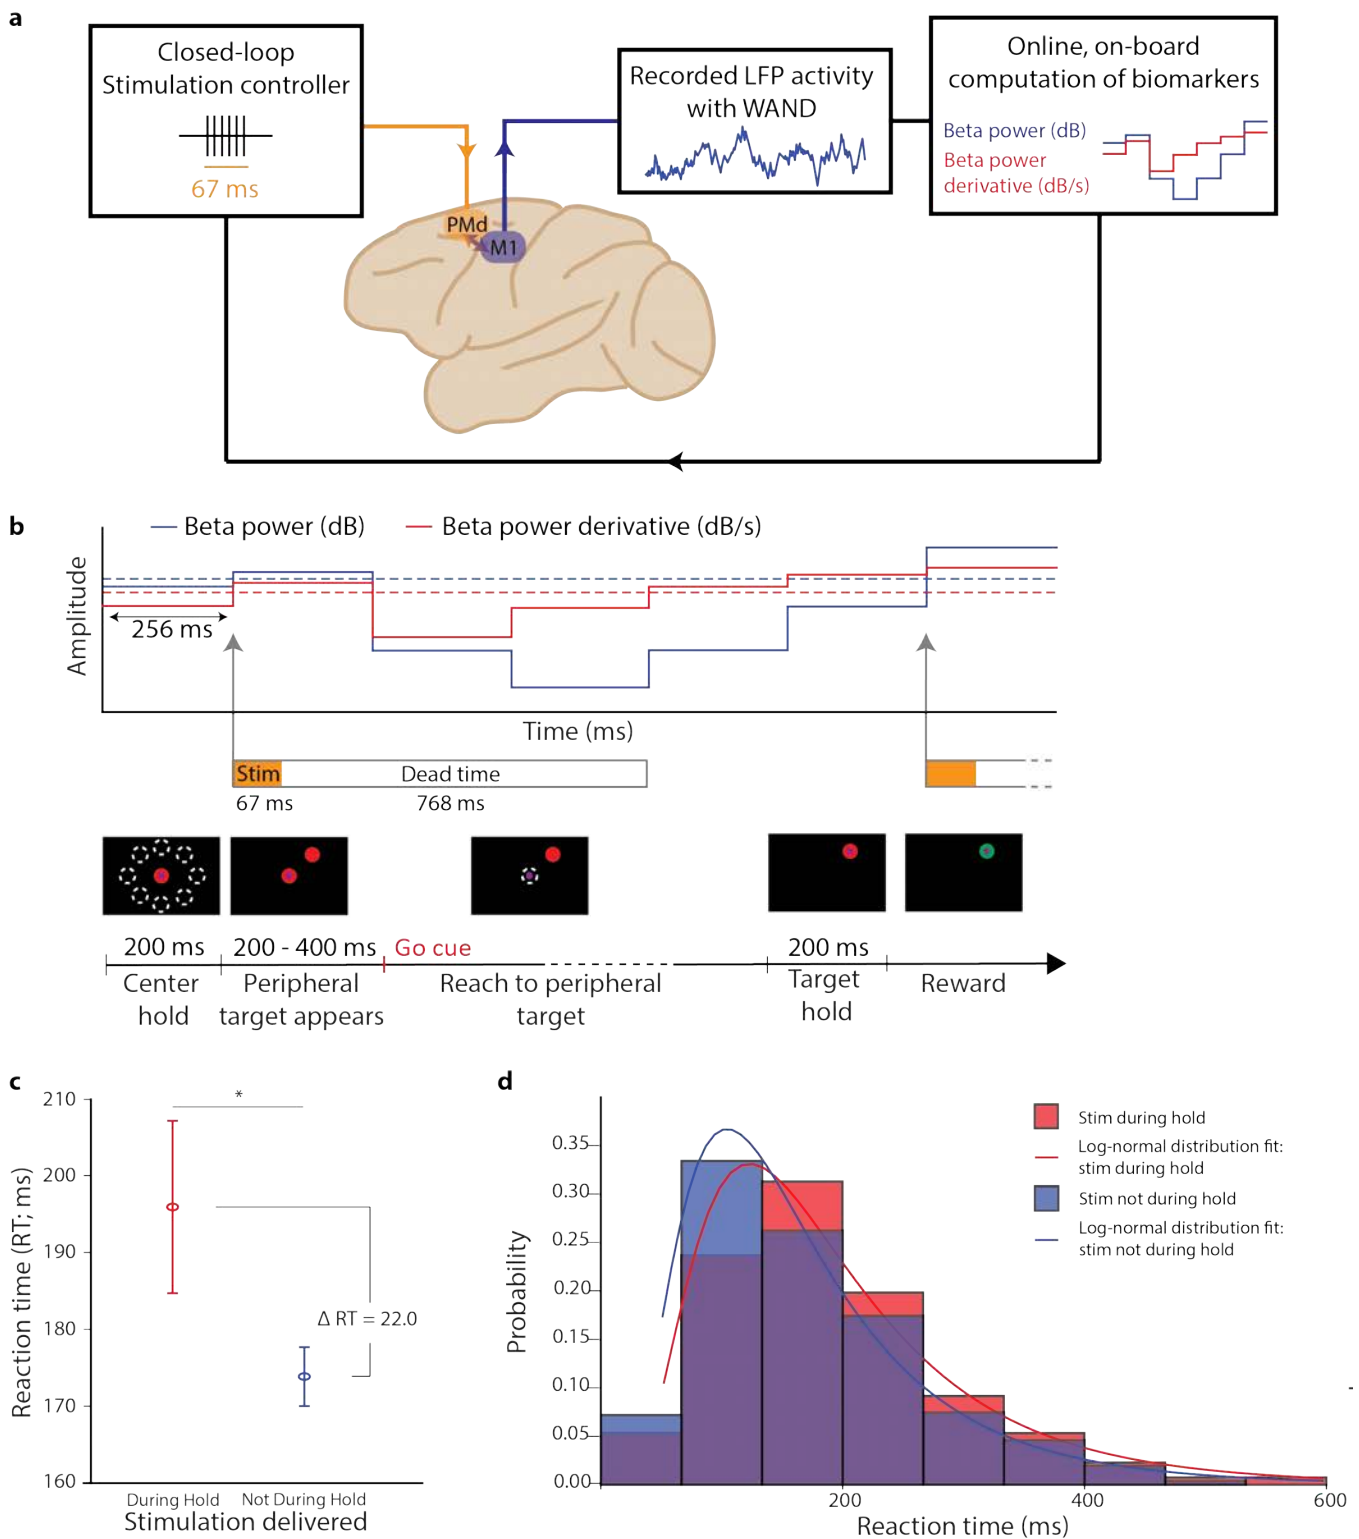 a
Closed-loop
Stimulation controller
67 ms
Recorded LFP activity
with WAND
Online, on-board
computation of biomarkers
Beta power (dB)
Beta power
derivative (dB/s)
PMd
M1
b
Beta power (dB)
Beta power derivative (dB/s)
Amplitude
256 ms
Time (ms)
Stim
Dead time
67 ms
768 ms
200 ms
200 - 400 ms
Go cue
200 ms
Center
hold
Peripheral
target appears
Reach to peripheral
target
Target
hold
Reward
c
Reaction time (RT; ms)
210
200
190
180
170
160
*
Δ RT = 22.0
During Hold
Not During Hold
Stimulation delivered
d
Probability
0.35
0.30
0.25
0.20
0.15
0.10
0.05
0.00
200
400
600
Reaction time (ms)
Stim during hold
Log-normal distribution fit:
stim during hold
Stim not during hold
Log-normal distribution fit:
stim not during hold